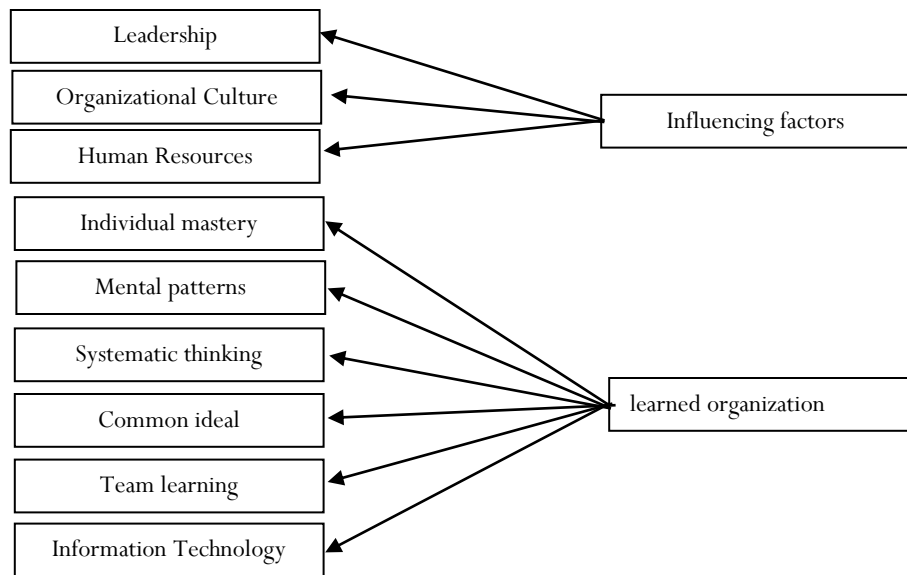 Leadership
Organizational Culture
Influencing factors
Human Resources
Individual mastery
Mental patterns
Systematic thinking
Common ideal
learned organization
Team learning
Information Technology